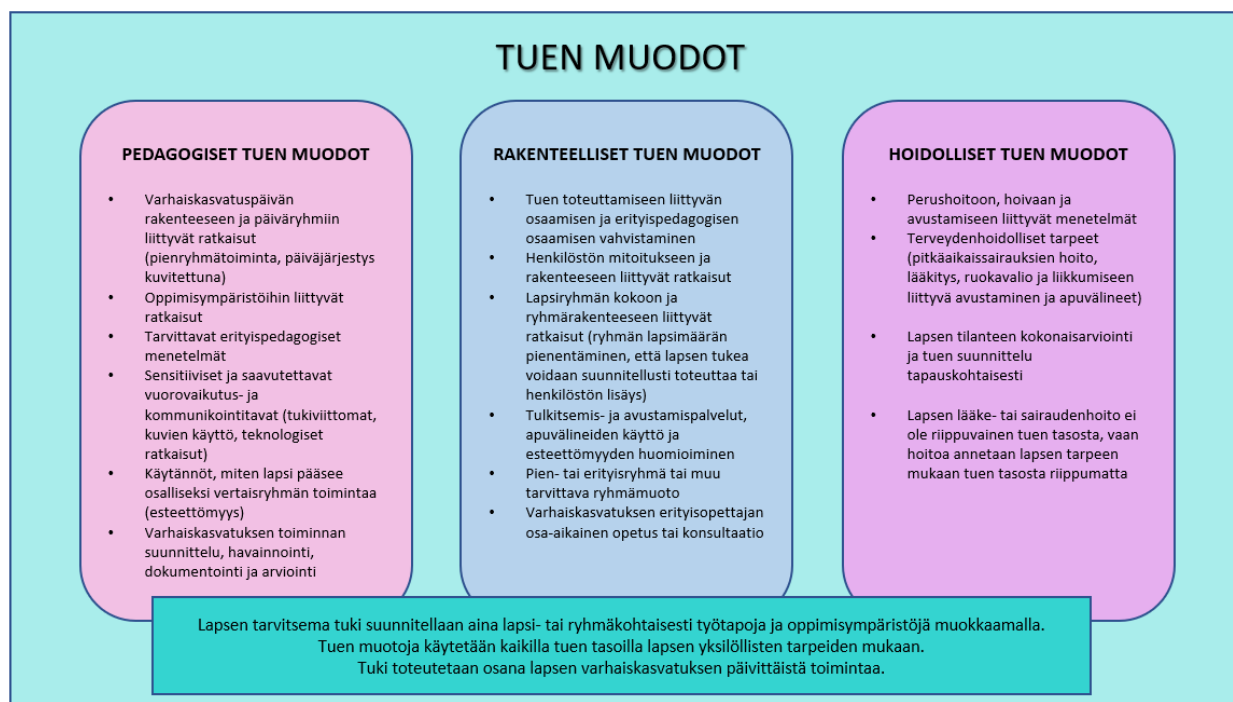 TUEN MUODOT
PEDAGOGISET TUEN MUODOT
• Varhaiskasvatuspäivän
rakenteeseen ja päiväryhmiin
liittyvät ratkaisut
(pienryhmätoiminta, päiväjärjestys
kuvitettuna)
• Oppimisympäristöihin liittyvät
ratkaisut
• Tarvittavat erityispedagogiset
menetelmät
• Sensitiiviset ja saavutettavat
vuorovaikutus- ja
kommunikointitavat (tukiviittomat,
kuvien käyttö, teknologiset
ratkaisut)
• Käytännöt, miten lapsi pääsee
osalliseksi vertaisryhmän toimintaa
(esteettömyys)
• Varhaiskasvatuksen toiminnan
suunnittelu, havainnointi,
dokumentointi ja arviointi
RAKENTEELLISET TUEN MUODOT
• Tuen toteuttamiseen liittyvän
osaamisen ja erityispedagogisen
osaamisen vahvistaminen
• Henkilöstön mitoitukseen ja
rakenteeseen liittyvät ratkaisut
• Lapsiryhmän kokoon ja
ryhmärakenteeseen liittyvät
ratkaisut (ryhmän lapsimäärän
pienentäminen, että lapsen tukea
voidaan suunnitellusti toteuttaa tai
henkilöstön lisäys)
• Tulkitsemis- ja avustamispalvelut,
apuvälineiden käyttö ja
esteettömyyden huomioiminen
• Pien- tai erityisryhmä tai muu
tarvittava ryhmämuoto
• Varhaiskasvatuksen erityisopettajan
osa-aikainen opetus tai konsultaatio
HOIDOLLISET TUEN MUODOT
• Perushoitoon, hoivaan ja
avustamiseen liittyvät menetelmät
• Terveydenhoidolliset tarpeet
(pitkäaikaissairauksien hoito,
lääkitys, ruokavalio ja liikkumiseen
liittyvä avustaminen ja apuvälineet)
• Lapsen tilanteen kokonaisarviointi
ja tuen suunnittelu
tapauskohtaisesti
• Lapsen lääke- tai sairaudenhoito ei
ole riippuvainen tuen tasosta, vaan
hoitoa annetaan lapsen tarpeen
mukaan tuen tasosta riippumatta
Lapsen tarvitsema tuki suunnitellaan aina lapsi- tai ryhmäkohtaisesti työtapoja ja oppimisympäristöjä muokkaamalla.
Tuen muotoja käytetään kaikilla tuen tasoilla lapsen yksilöllisten tarpeiden mukaan.
Tuki toteutetaan osana lapsen varhaiskasvatuksen päivittäistä toimintaa.